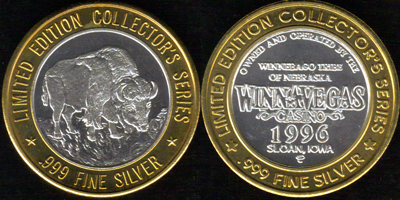 LIMITED EDITION COLLECTOR'S SERIES
★ .999 FINE SILVER ★
LIMITED EDITION COLLECTOR'S SERIES
★ .999 FINE SILVER ★
OWNED AND OPERATED BY THE
WINNEBAGO TRIBE
OF NEBRASKA
WINNAVEGAS
CASINO
1996
SLOAN, IOWA